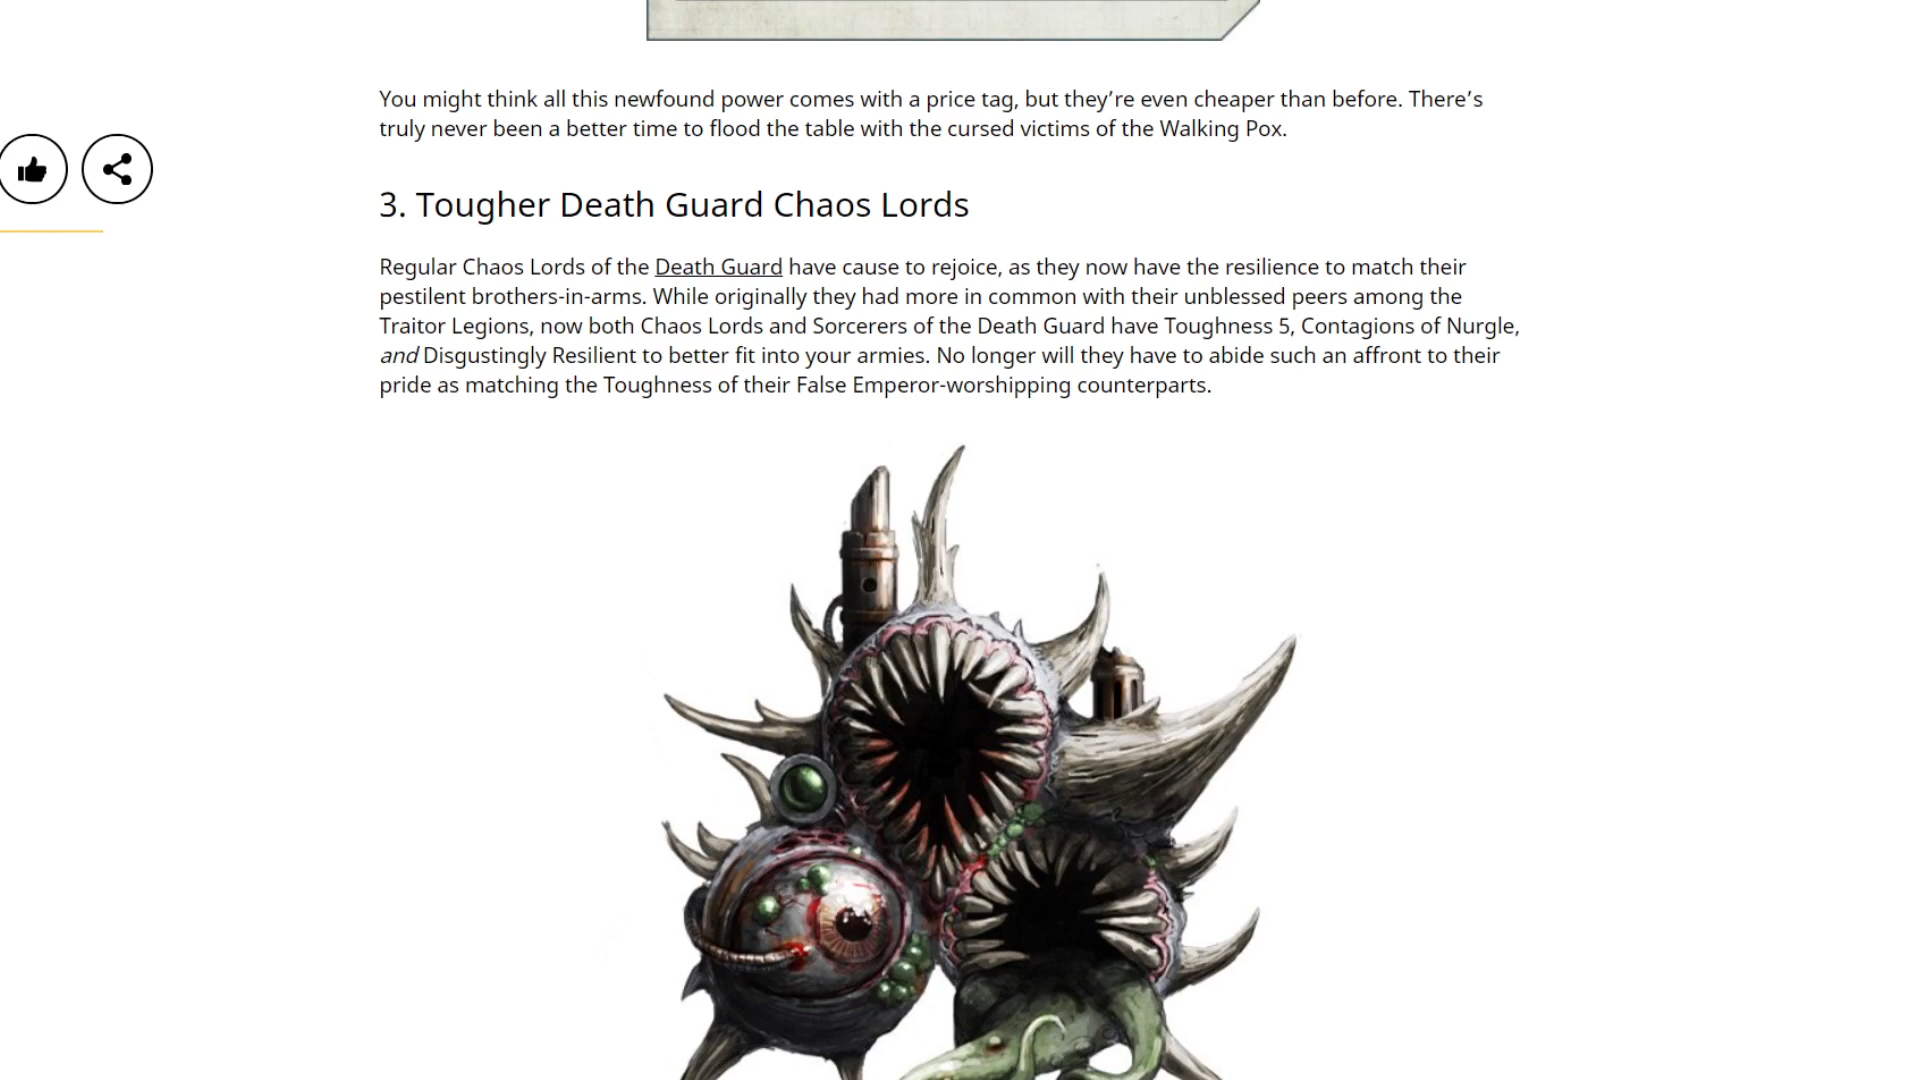 You might think all this newfound power comes with a price tag, but they’re even cheaper than before. There’s
truly never been a better time to flood the table with the cursed victims of the Walking Pox.
3. Tougher Death Guard Chaos Lords
Regular Chaos Lords of the Death Guard have cause to rejoice, as they now have the resilience to match their
pestilent brothers-in-arms. While originally they had more in common with their unblessed peers among the
Traitor Legions, now both Chaos Lords and Sorcerers of the Death Guard have Toughness 5, Contagions of Nurgle,
and Disgustingly Resilient to better fit into your armies. No longer will they have to abide such an affront to their
pride as matching the Toughness of their False Emperor-worshipping counterparts.